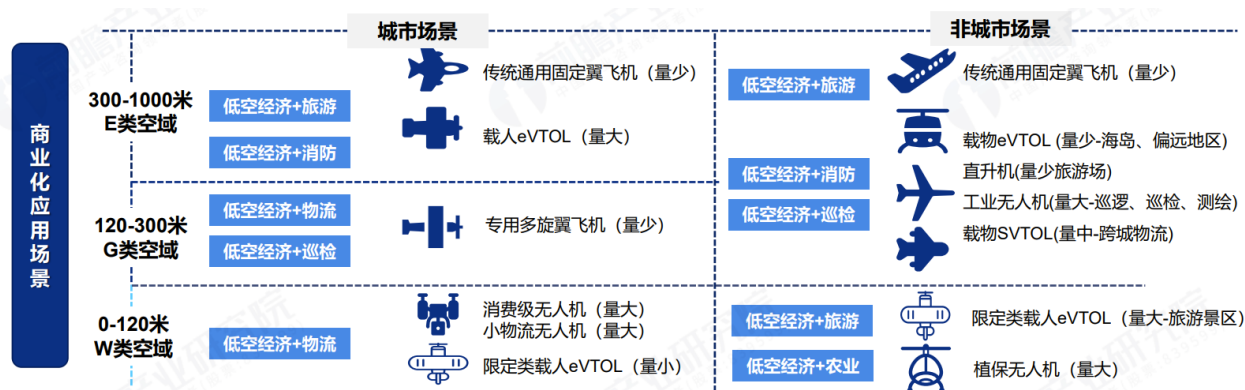 城市场景
非城市场景
商业化应用场景
300-1000米
E类空域
低空经济+旅游
低空经济+消防
传统通用固定翼飞机（量少）
载人eVTOL（量大）
低空经济+旅游
传统通用固定翼飞机（量少）
载物eVTOL (量少-海岛、偏远地区)
低空经济+消防
直升机(量少旅游场)
低空经济+巡检
工业无人机(量大-巡逻、巡检、测绘)
载物SVTOL(量中-跨城物流)
120-300米
G类空域
低空经济+物流
低空经济+巡检
专用多旋翼飞机（量少）
0-120米
W类空域
低空经济+物流
消费级无人机（量大）
小物流无人机（量大）
限定类载人eVTOL（量小）
低空经济+旅游
限定类载人eVTOL（量大-旅游景区）
低空经济+农业
植保无人机（量大）